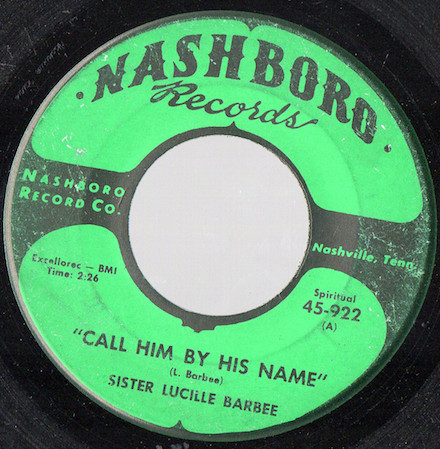 NASHBORO
Records
NASHBORO
RECORD CO.
Nashville, Tenn
Excellorec — BMI
Time: 2:26
Spiritual
45-922
(A)
"CALL HIM BY HIS NAME"
(L. Barbee)
SISTER LUCILLE BARBEE